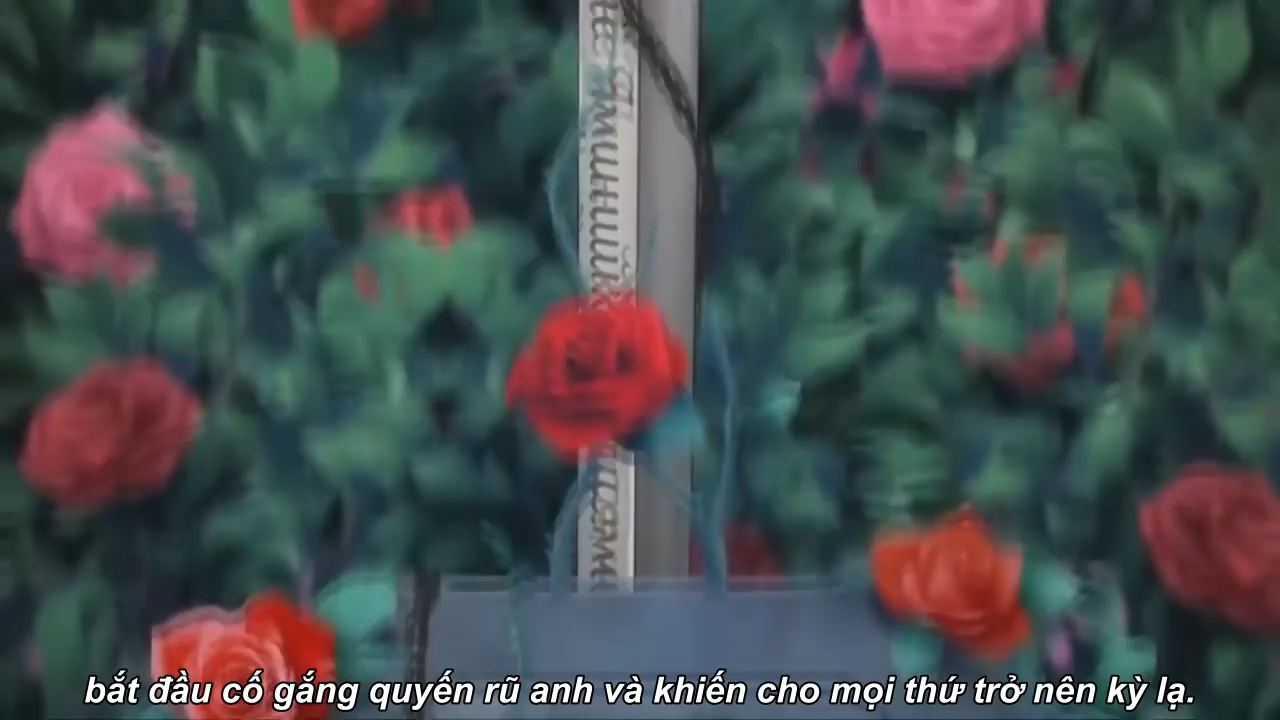 bắt đầu cố gắng quyến rũ anh và khiến cho mọi thứ trở nên kỳ lạ.